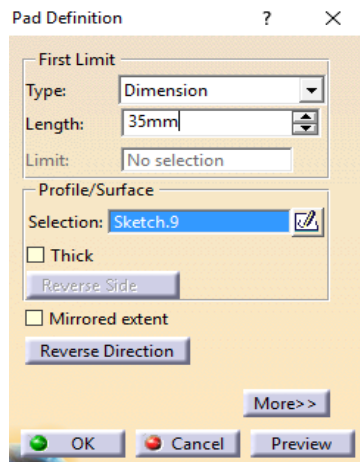 Pad Definition ? ×
First Limit
Type: Dimension
Length: 35mm
Limit: No selection
Profile/Surface
Selection: Sketch.9
Thick
Reverse Side
Mirrored extent
Reverse Direction
More>>
OK Cancel Preview